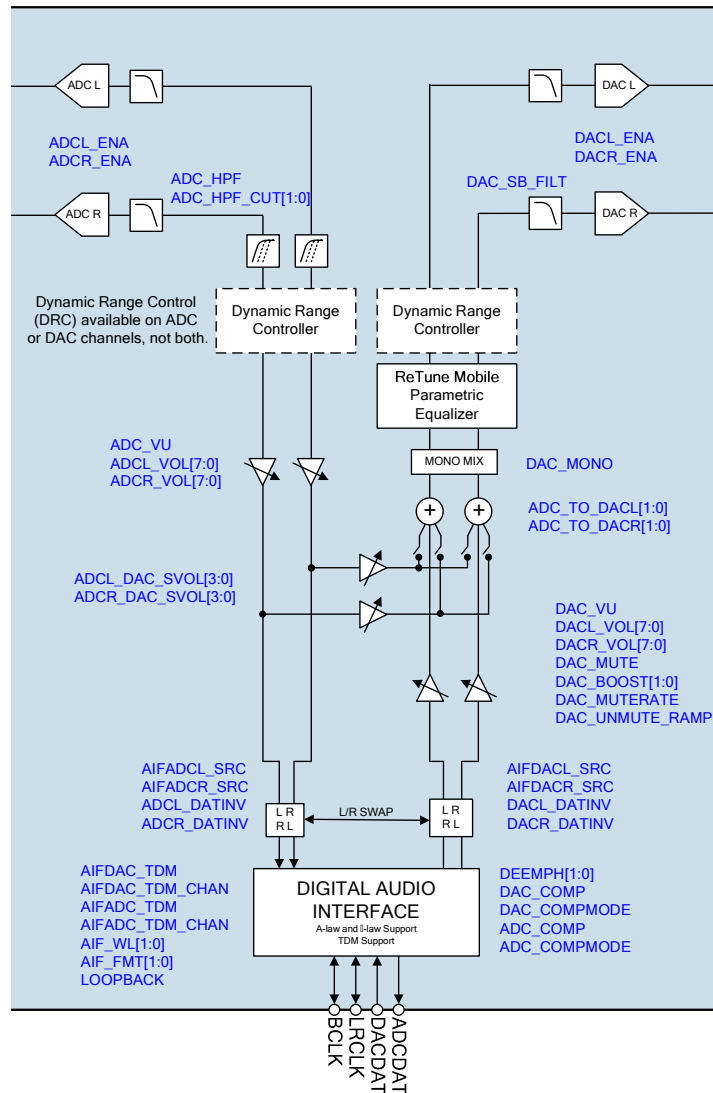 ADC L
DAC L
ADCL_ENA
ADCR_ENA
DACL_ENA
DACR_ENA
ADC_HPF
ADC_HPF_CUT[1:0]
DAC_SB_FILT
ADC R
DAC R
Dynamic Range Control
(DRC) available on ADC
or DAC channels, not both.
Dynamic Range
Controller
Dynamic Range
Controller
ReTune Mobile
Parametric
Equalizer
ADC_VU
ADCL_VOL[7:0]
ADCR_VOL[7:0]
MONO MIX
DAC_MONO
+
+
ADC_TO_DACL[1:0]
ADC_TO_DACR[1:0]
ADCL_DAC_SVOL[3:0]
ADCR_DAC_SVOL[3:0]
DAC_VU
DACL_VOL[7:0]
DACR_VOL[7:0]
DAC_MUTE
DAC_BOOST[1:0]
DAC_MUTERATE
DAC_UNMUTE_RAMP
AIFADCL_SRC
AIFADCR_SRC
ADCL_DATINV
ADCR_DATINV
L R
R L
L/R SWAP
L R
R L
AIFDACL_SRC
AIFDACR_SRC
DACL_DATINV
DACR_DATINV
AIFDAC_TDM
AIFDAC_TDM_CHAN
AIFADC_TDM
AIFADC_TDM_CHAN
AIF_WL[1:0]
AIF_FMT[1:0]
LOOPBACK
DIGITAL AUDIO
INTERFACE
A-law and -law Support
TDM Support
DEEMPH[1:0]
DAC_COMP
DAC_COMPMODE
ADC_COMP
ADC_COMPMODE
BCLK
LRCLK
DACDAT
ADCDAT